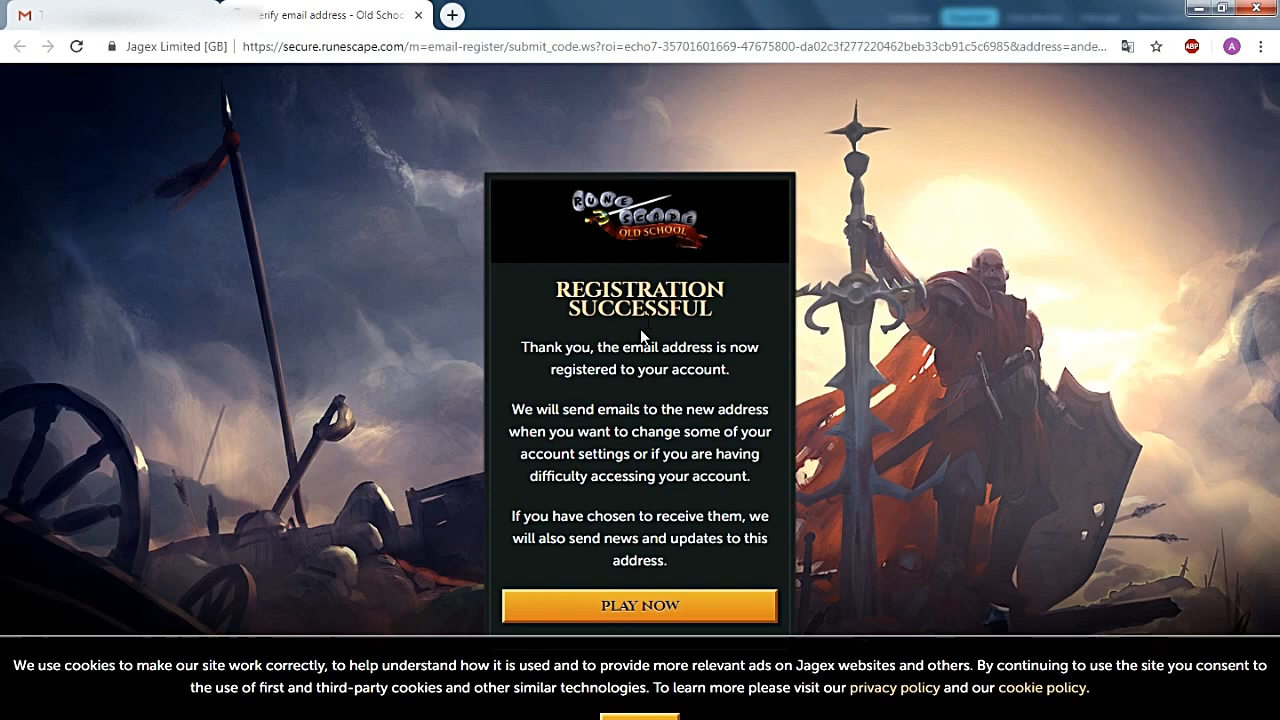 erify email address - Old Schoo
Jagex Limited [GB]
https://secure.runescape.com/m=email-register/submit_code.ws?roi=echo7-35701601669-47675800-da02c3f277220462beb33cb91c5c6985&address=ande...
ABP
A
RUNE
SCAPE
OLD SCHOOL
REGISTRATION
SUCCESSFUL
Thank you, the email address is now
registered to your account.
We will send emails to the new address
when you want to change some of your
account settings or if you are having
difficulty accessing your account.
If you have chosen to receive them, we
will also send news and updates to this
address.
PLAY NOW
We use cookies to make our site work correctly, to help understand how it is used and to provide more relevant ads on Jagex websites and others. By continuing to use the site you consent to
the use of first and third-party cookies and other similar technologies. To learn more please visit our privacy policy and our cookie policy.